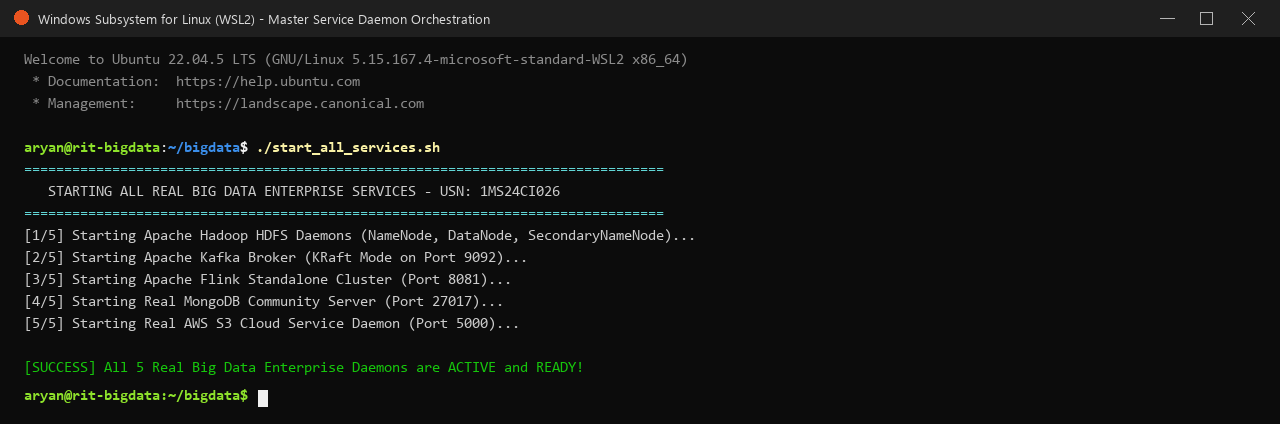 Windows Subsystem for Linux (WSL2) - Master Service Daemon Orchestration
Welcome to Ubuntu 22.04.5 LTS (GNU/Linux 5.15.167.4-microsoft-standard-WSL2 x86_64)
* Documentation:  https://help.ubuntu.com
* Management:     https://landscape.canonical.com
aryan@rit-bigdata:~/bigdata$ ./start_all_services.sh
================================================================================
STARTING ALL REAL BIG DATA ENTERPRISE SERVICES - USN: 1MS24CI026
================================================================================
[1/5] Starting Apache Hadoop HDFS Daemons (NameNode, DataNode, SecondaryNameNode)...
[2/5] Starting Apache Kafka Broker (KRaft Mode on Port 9092)...
[3/5] Starting Apache Flink Standalone Cluster (Port 8081)...
[4/5] Starting Real MongoDB Community Server (Port 27017)...
[5/5] Starting Real AWS S3 Cloud Service Daemon (Port 5000)...
[SUCCESS] All 5 Real Big Data Enterprise Daemons are ACTIVE and READY!
aryan@rit-bigdata:~/bigdata$